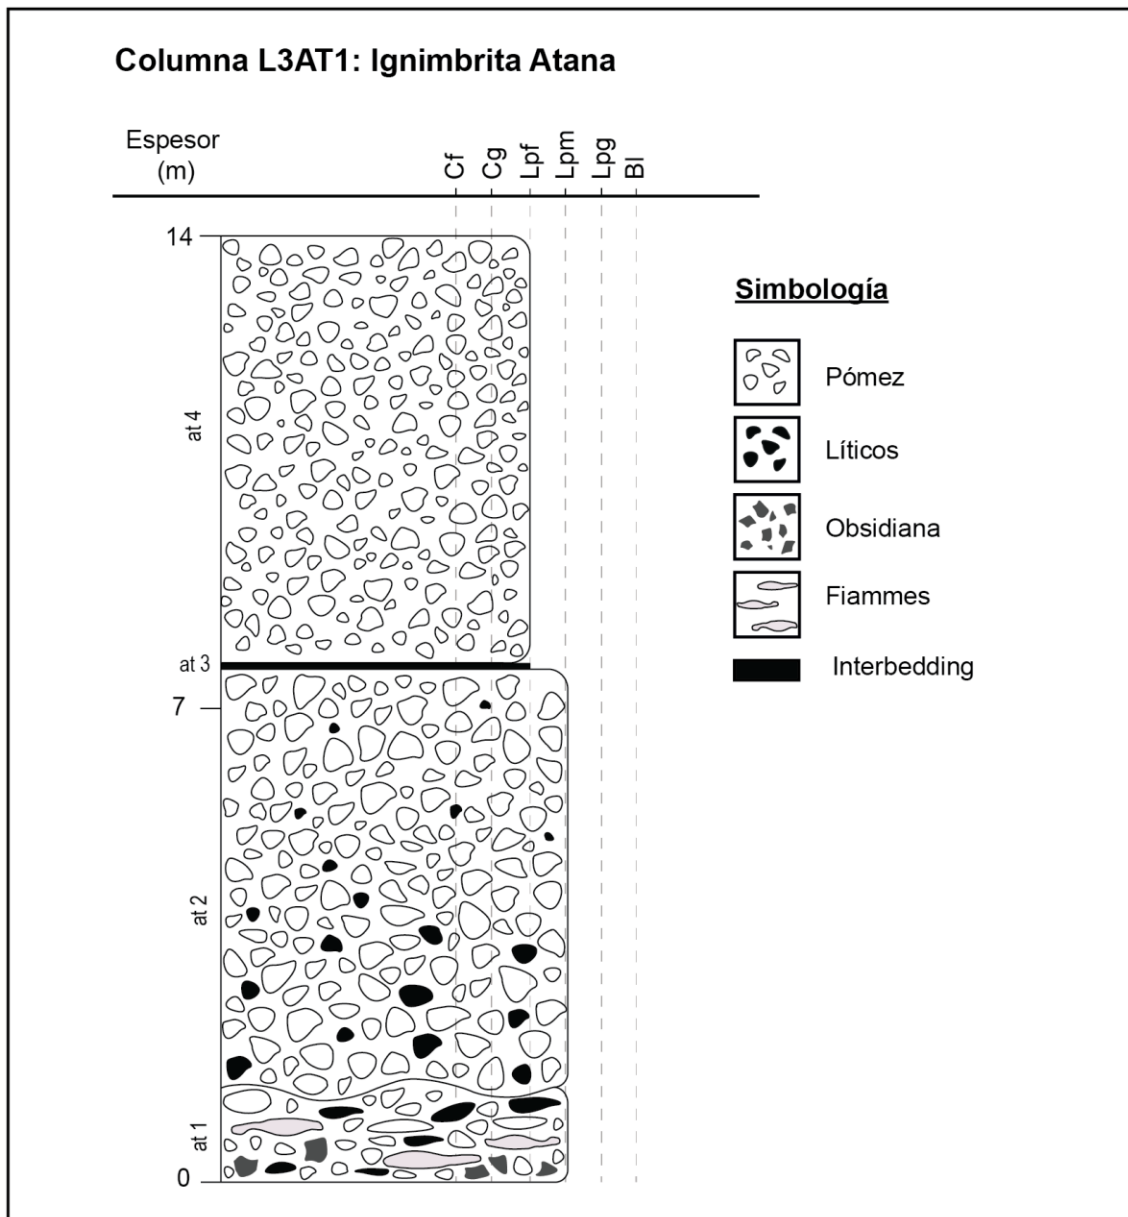 Columna L3AT1: Ignimbrita Atana
Espesor
(m)
Cf
Cg
Lpf
Lpm
Lpg
Bl
14
at 4
at 3
7
at 2
at 1
0
Simbología
Pómez
Líticos
Obsidiana
Fiammes
Interbedding